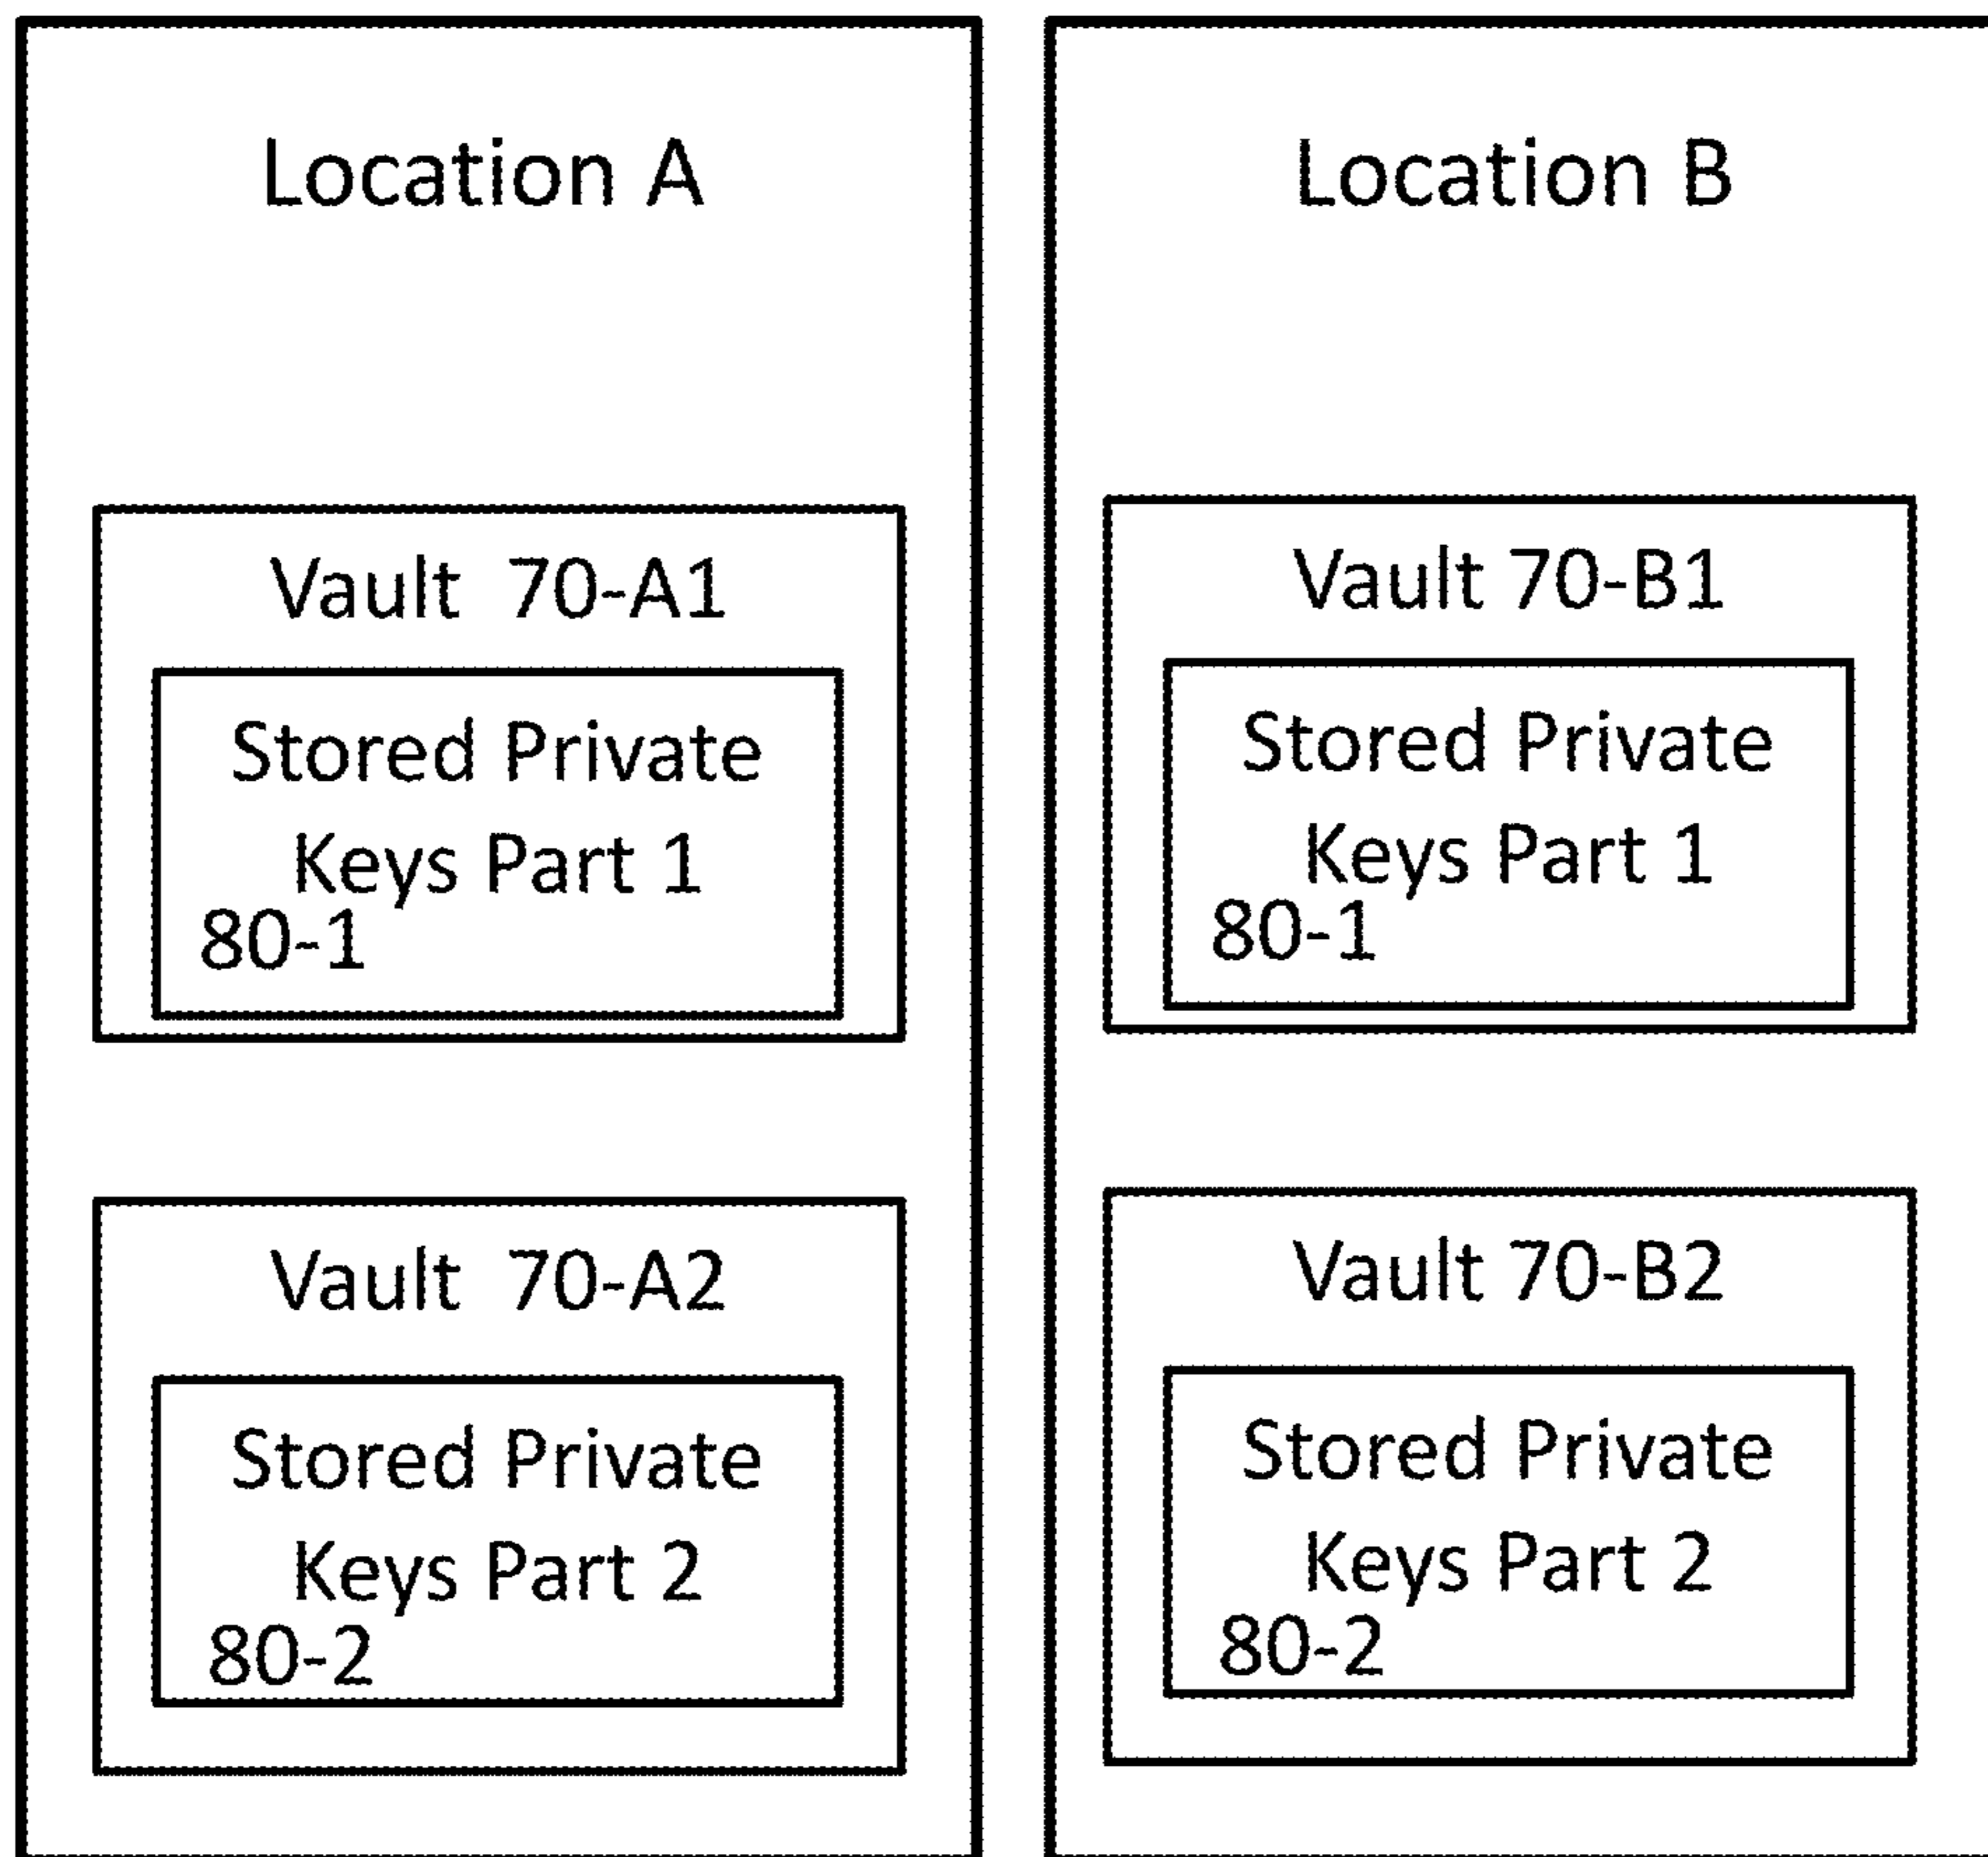 Location A
Vault 70-A1
Stored Private
Keys Part 1
80-1
Vault 70-A2
Stored Private
Keys Part 2
80-2
Location B
Vault 70-B1
Stored Private
Keys Part 1
80-1
Vault 70-B2
Stored Private
Keys Part 2
80-2